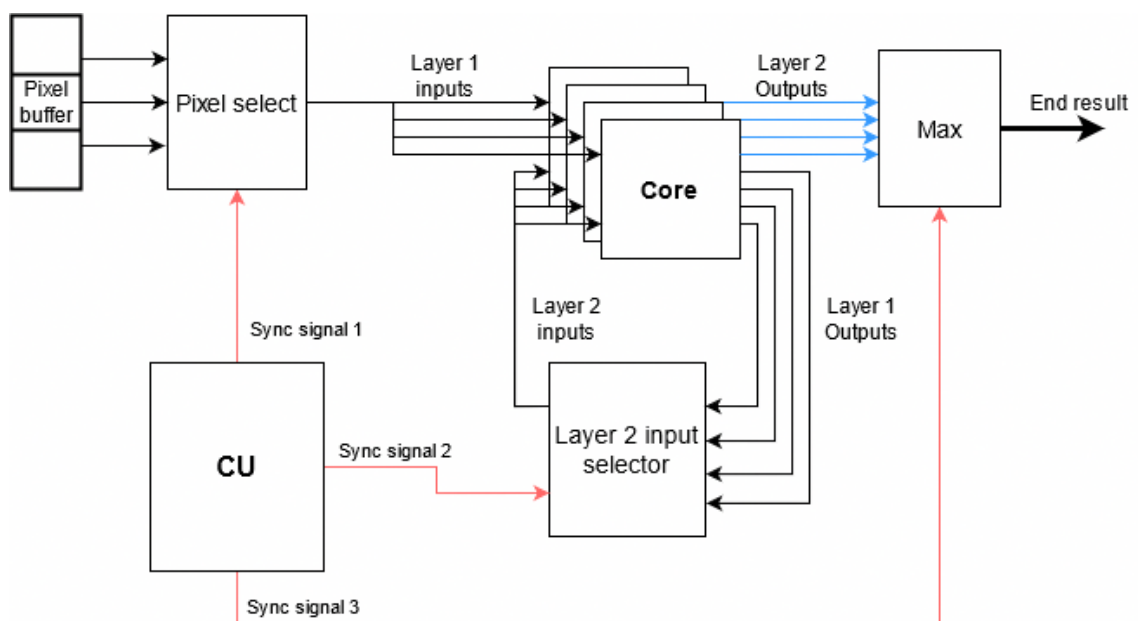 Pixel
buffer
Pixel select
Layer 1
inputs
Layer 2
Outputs
Max
End result
Core
Layer 2
inputs
Layer 1
Outputs
Sync signal 1
CU
Sync signal 2
Layer 2 input
selector
Sync signal 3